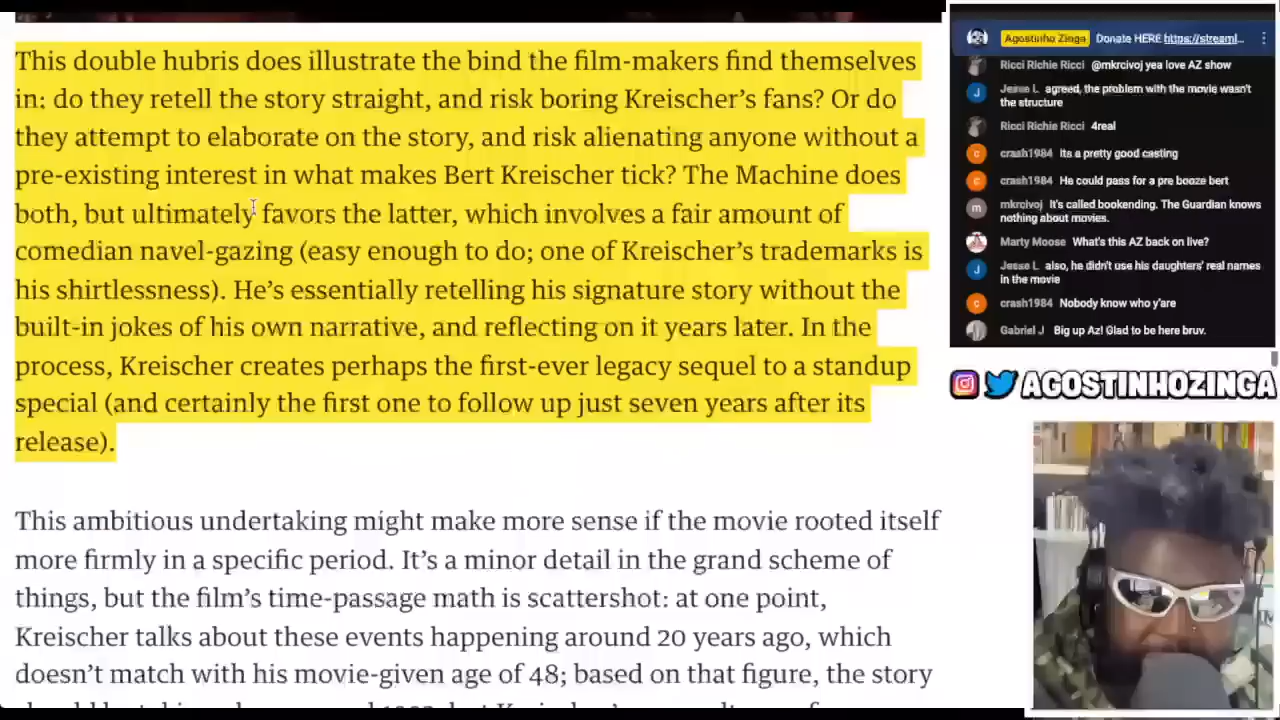 This double hubris does illustrate the bind the film-makers find themselves
in: do they retell the story straight, and risk boring Kreischer's fans? Or do
they attempt to elaborate on the story, and risk alienating anyone without a
pre-existing interest in what makes Bert Kreischer tick? The Machine does
both, but ultimately favors the latter, which involves a fair amount of
comedian navel-gazing (easy enough to do; one of Kreischer's trademarks is
his shirtlessness). He's essentially retelling his signature story without the
built-in jokes of his own narrative, and reflecting on it years later. In the
process, Kreischer creates perhaps the first-ever legacy sequel to a standup
special (and certainly the first one to follow up just seven years after its
release).
This ambitious undertaking might make more sense if the movie rooted itself
more firmly in a specific period. It's a minor detail in the grand scheme of
things, but the film's time-passage math is scattershot: at one point,
Kreischer talks about these events happening around 20 years ago, which
doesn't match with his movie-given age of 48; based on that figure, the story
Agostinho Zinga Donate HERE https://streaml...
Ricci Richie Ricci @mkrcivoj yea love AZ show
J Jesse L agreed, the problem with the movie wasn't
the structure
Ricci Richie Ricci 4real
c crash1984 Its a pretty good casting
c crash1984 He could pass for a pre booze bert
m mkrcivoj It's called bookending. The Guardian knows
nothing about movies.
Marty Moose What's this AZ back on live?
J Jesse L also, he didn't use his daughters' real names
in the movie
c crash1984 Nobody know who y'are
Gabriel J Big up Az! Glad to be here bruv.
AGOSTINHOZINGA